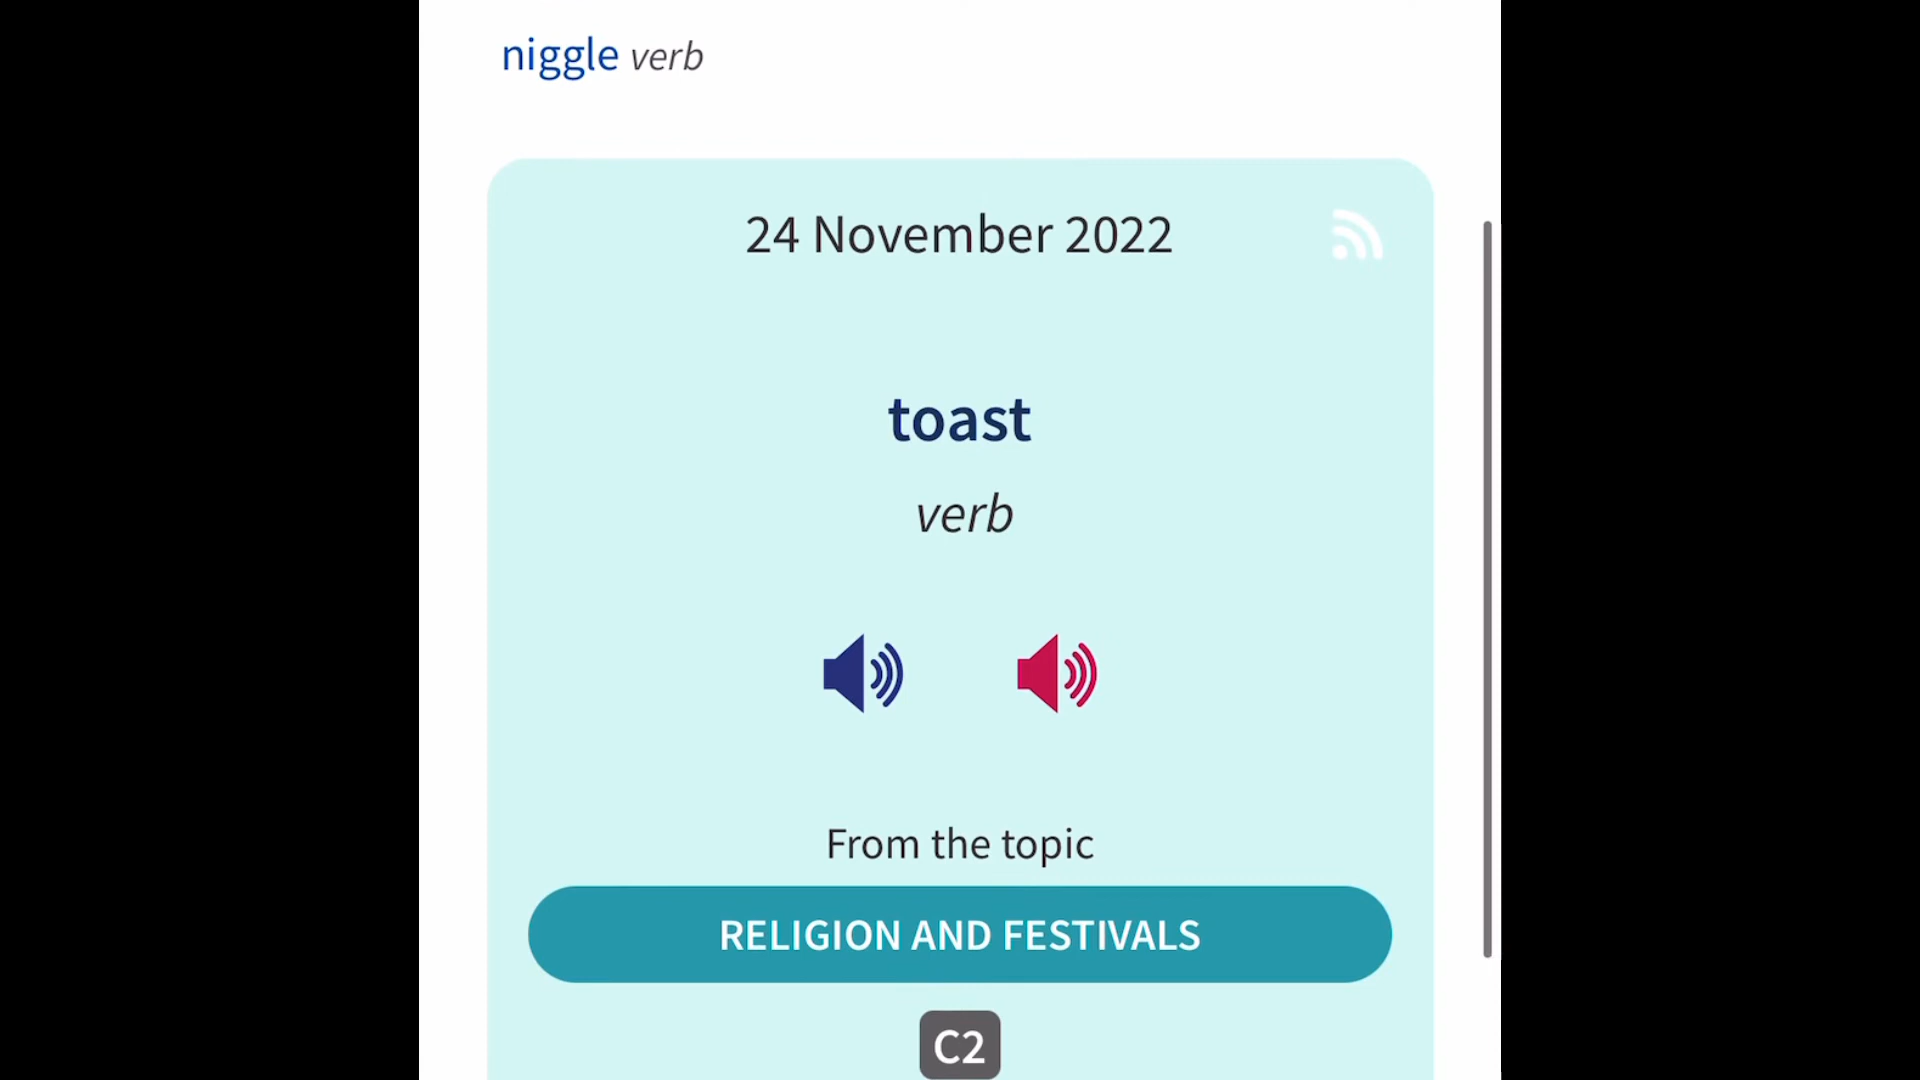 niggle verb
24 November 2022
toast
verb
From the topic
RELIGION AND FESTIVALS
C2